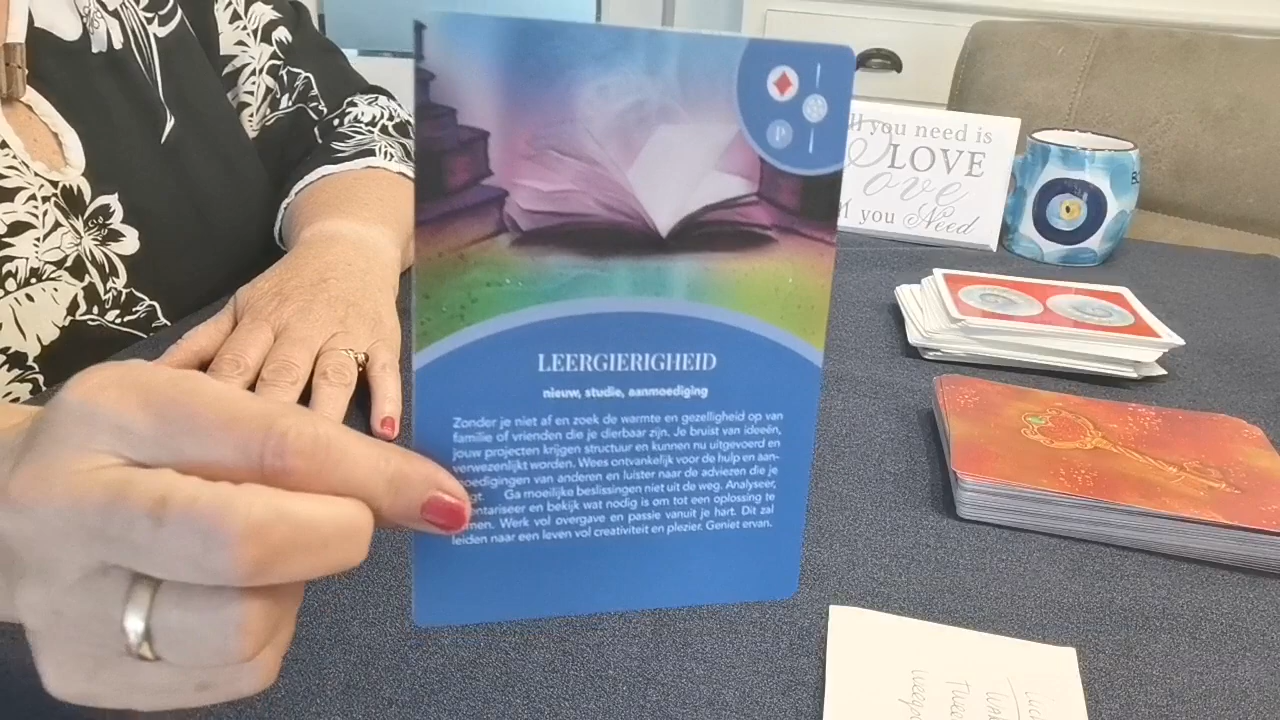 P
LEERGIERIGHEID
nieuw, studie, aanmoediging
Zonder je niet af en zoek de warmte en gezelligheid op van
familie of vrienden die je dierbaar zijn. Je bruist van ideeën,
jouw projecten krijgen structuur en kunnen nu uitgevoerd en
verwezenlijkt worden. Wees ontvankelijk voor de hulp en aan-
moedigingen van anderen en luister naar de adviezen die je
Ga moeilijke beslissingen niet uit de weg. Analyseer,
en bekijk wat nodig is om tot een oplossing te
Werk vol overgave en passie vanuit je hart. Dit zal
leiden naar een leven vol creativiteit en plezier. Geniet ervan.
you need is
LOVE
Love
you Need